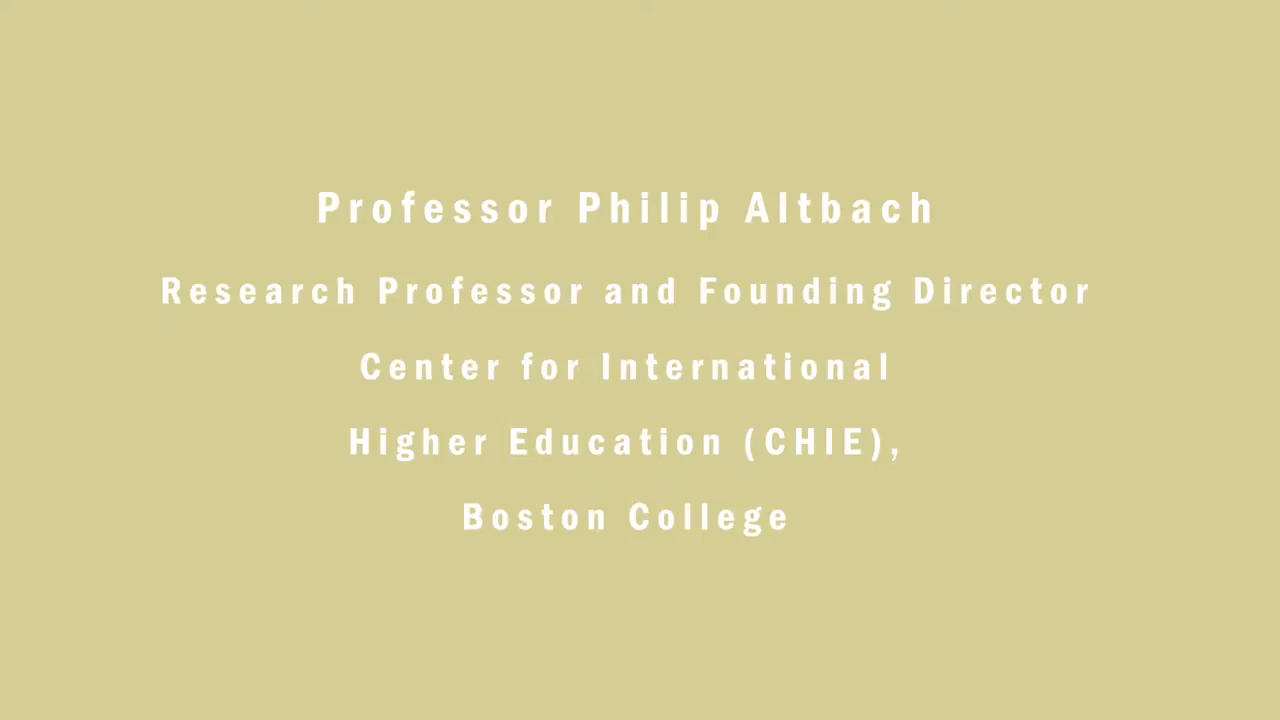 Professor Philip Altbach
Research Professor and Founding Director
Center for International
Higher Education (CHIE),
Boston College